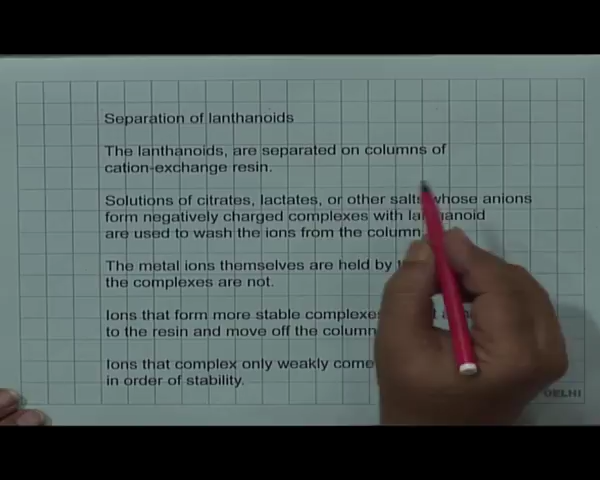 Separation of lanthanoids
The lanthanoids, are separated on columns of
cation-exchange resin.
Solutions of citrates, lactates, or other salts whose anions
form negatively charged complexes with lanthanoid
are used to wash the ions from the column
The metal ions themselves are held by
the complexes are not.
Ions that form more stable complexes
to the resin and move off the column
Ions that complex only weakly come
in order of stability.
DELHI